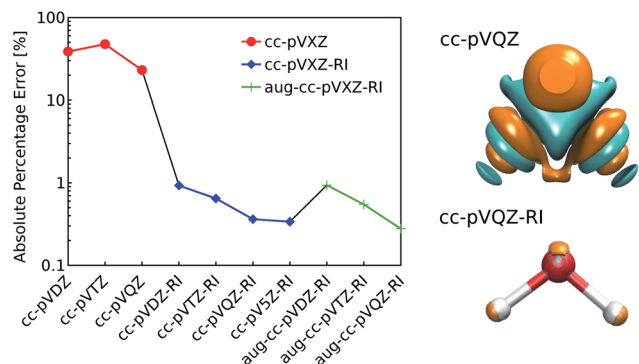 Absolute Percentage Error [%]
100
10
1
0.1
cc-pVXZ
cc-pVXZ-RI
aug-cc-pVXZ-RI
cc-pVDZ
cc-pVTZ
cc-pVQZ
cc-pVDZ-RI
cc-pVTZ-RI
cc-pVQZ-RI
cc-pV5Z-RI
aug-cc-pVDZ-RI
aug-cc-pVTZ-RI
aug-cc-pVQZ-RI
cc-pVQZ
cc-pVQZ-RI